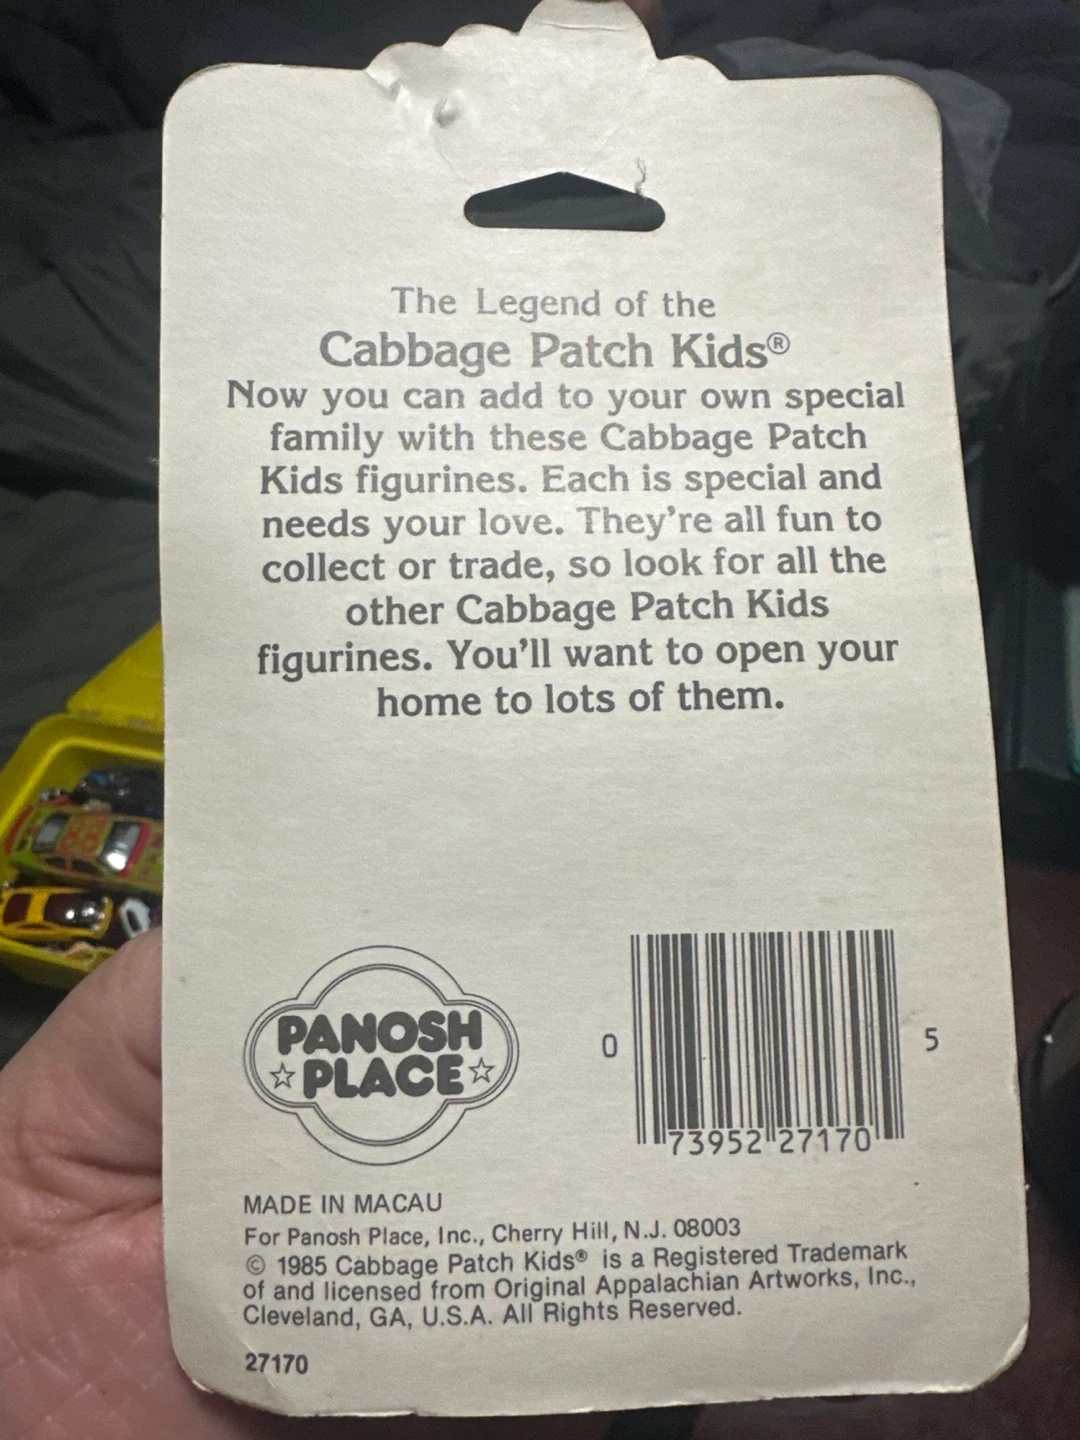 The Legend of the
Cabbage Patch Kids®
Now you can add to your own special
family with these Cabbage Patch
Kids figurines. Each is special and
needs your love. They're all fun to
collect or trade, so look for all the
other Cabbage Patch Kids
figurines. You'll want to open your
home to lots of them.
PANOSH
☆ PLACE ☆
0 73952 27170 5
MADE IN MACAU
For Panosh Place, Inc., Cherry Hill, N.J. 08003
© 1985 Cabbage Patch Kids® is a Registered Trademark
of and licensed from Original Appalachian Artworks, Inc.,
Cleveland, GA, U.S.A. All Rights Reserved.
27170